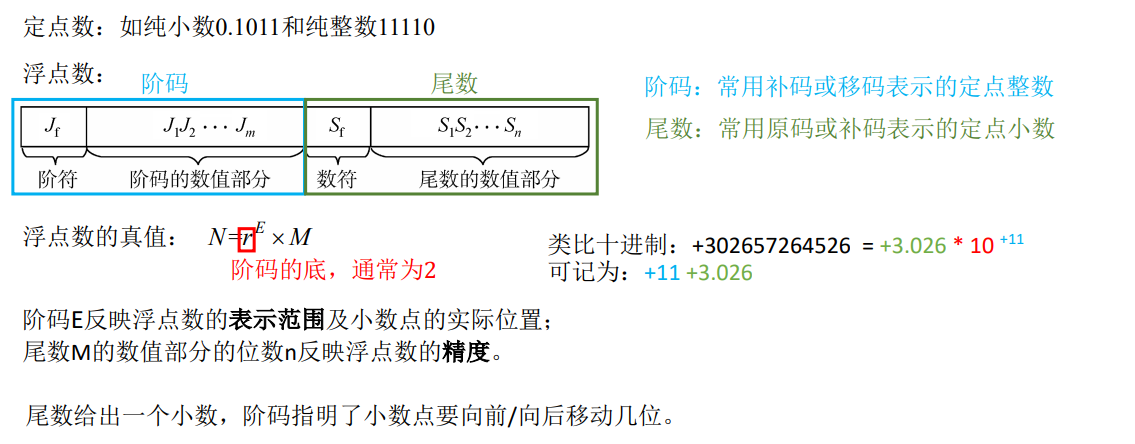 定点数：如纯小数0.1011和纯整数11110
浮点数：
阶码
尾数
J_f
J_1J_2 ··· J_m
S_f
S_1S_2 ··· S_n
阶符
阶码的数值部分
数符
尾数的数值部分
阶码：常用补码或移码表示的定点整数
尾数：常用原码或补码表示的定点小数
浮点数的真值： N=r^E × M
阶码的底，通常为2
类比十进制：+302657264526 = +3.026 * 10 ^+11
可记为：+11 +3.026
阶码E反映浮点数的表示范围及小数点的实际位置；
尾数M的数值部分的位数n反映浮点数的精度。
尾数给出一个小数，阶码指明了小数点要向前/向后移动几位。